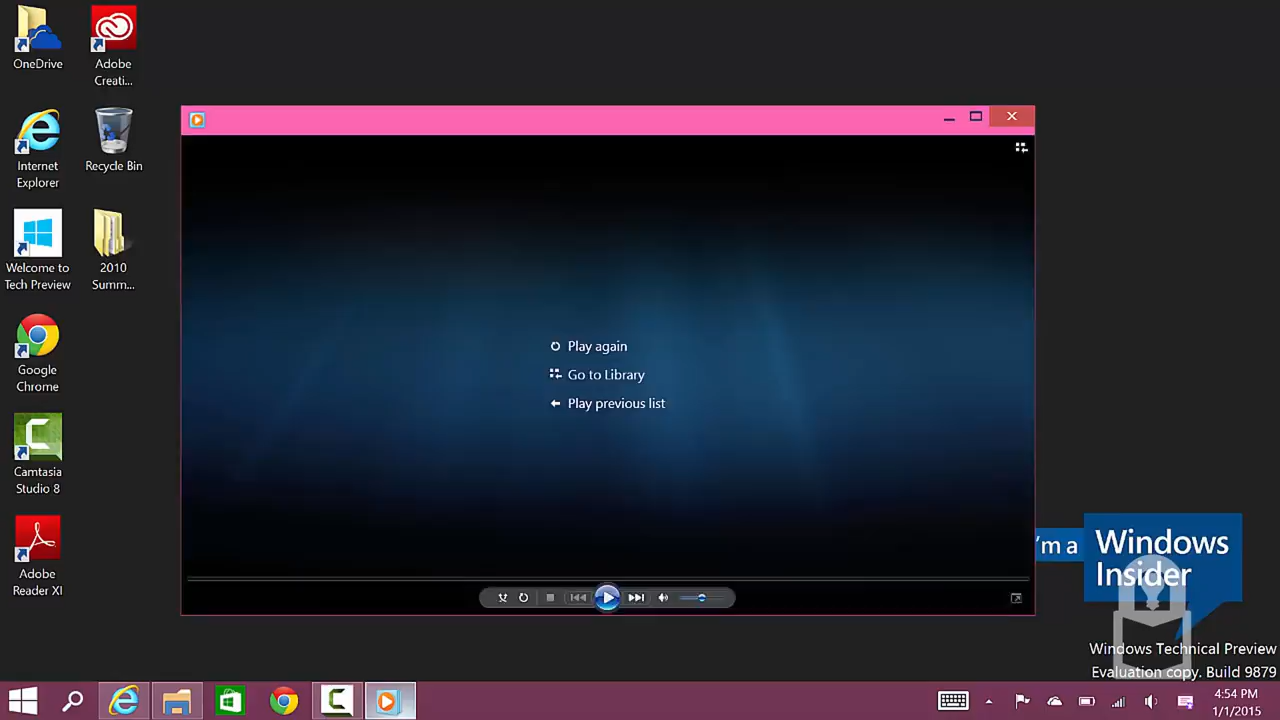 OneDrive
Adobe
Creati...
Internet
Explorer
Recycle Bin
Welcome to
Tech Preview
2010
Summ...
Google
Chrome
Camtasia
Studio 8
Adobe
Reader XI
Play again
Go to Library
Play previous list
'm a
Windows
Insider
Windows Technical Preview
Evaluation copy. Build 9879
4:54 PM
1/1/2015